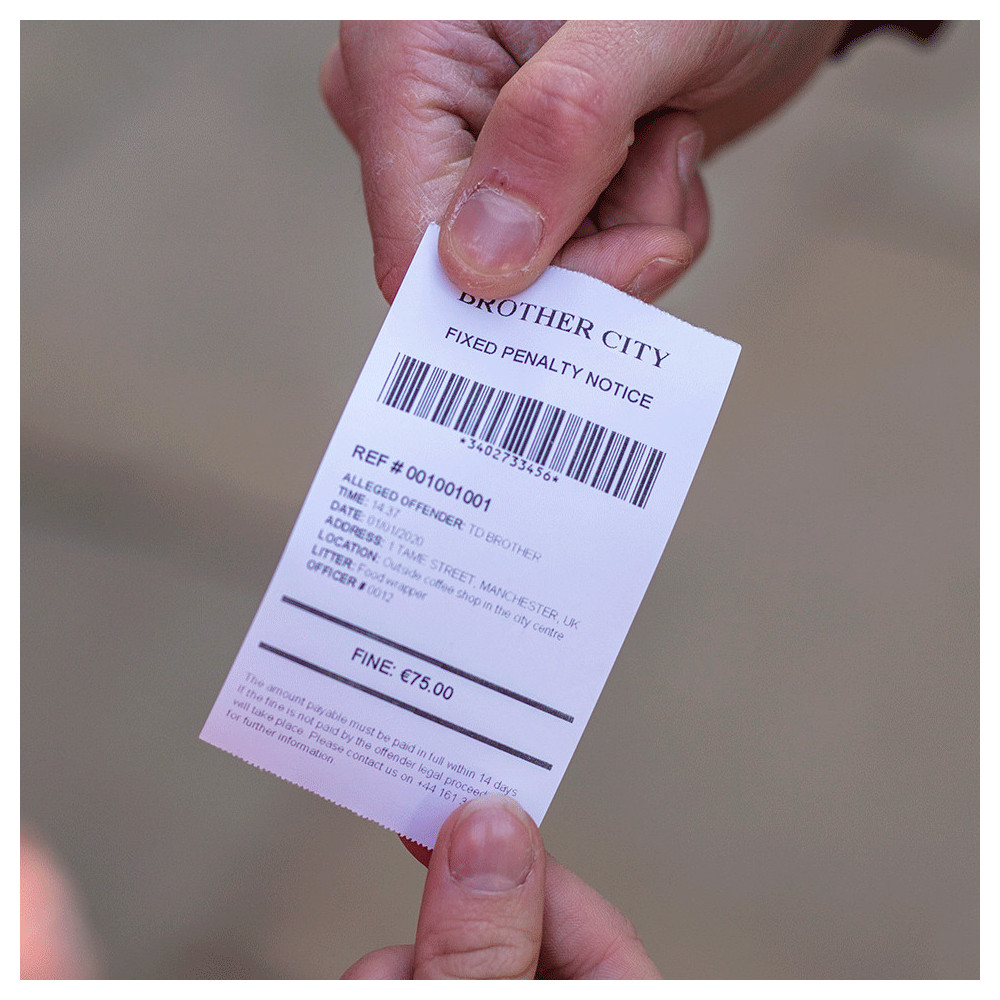 BROTHER CITY
FIXED PENALTY NOTICE
*3402733456*
REF # 001001001
ALLEGED OFFENDER: TD BROTHER
TIME: 14.37
DATE: 01/01/2020
ADDRESS: 1 TAME STREET, MANCHESTER, UK
LOCATION: Outside coffee shop in the city centre
LITTER: Food wrapper
OFFICER # 0012
FINE: €75.00
The amount payable must be paid in full within 14 days
If the fine is not paid by the offender legal proceed
will take place. Please contact us on +44 161 3
for further information.